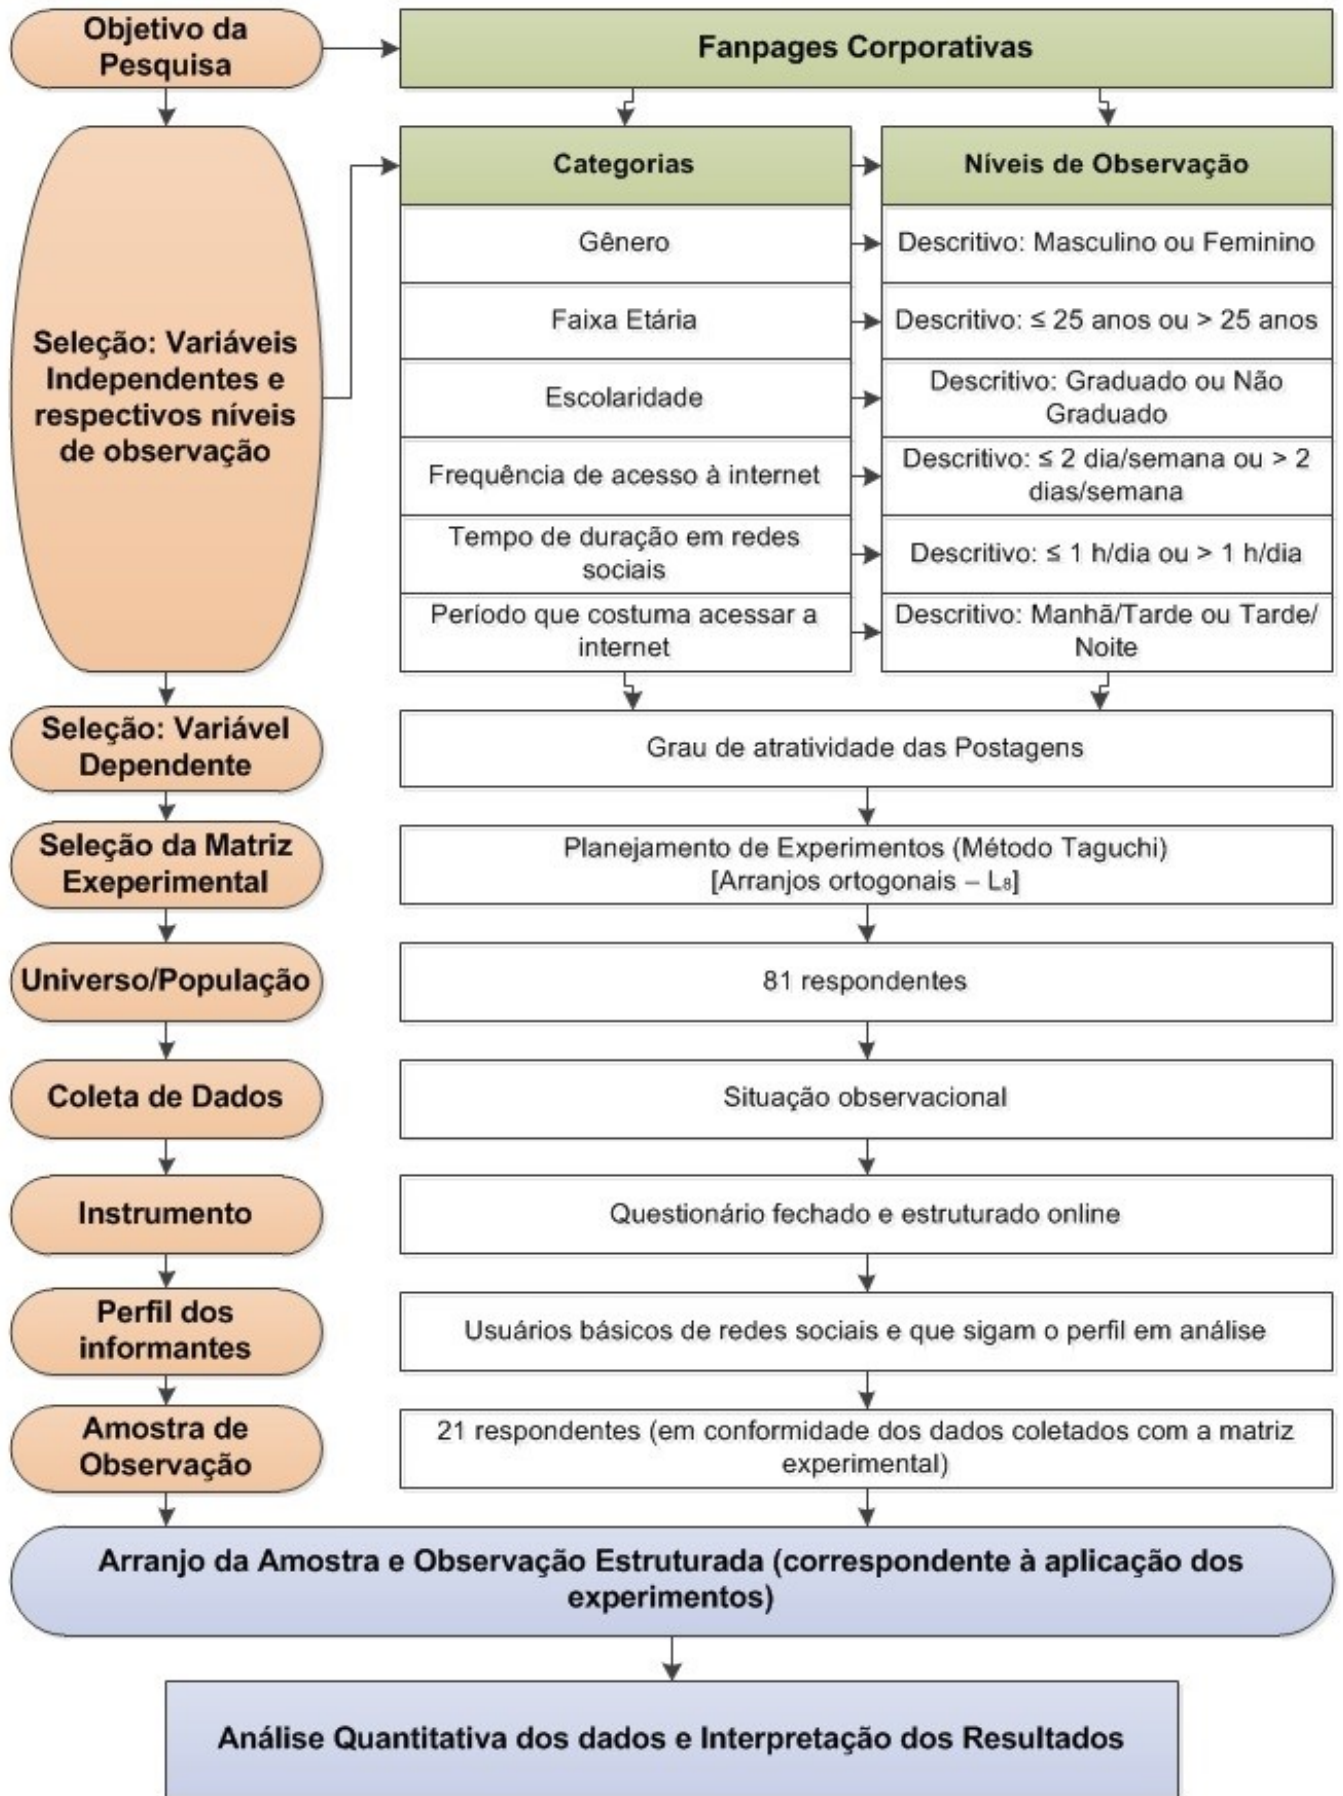 Objetivo da
Pesquisa
Fanpages Corporativas
Seleção: Variáveis
Independentes e
respectivos níveis
de observação
Categorias
Níveis de Observação
Gênero
Descritivo: Masculino ou Feminino
Faixa Etária
Descritivo: ≤ 25 anos ou > 25 anos
Escolaridade
Descritivo: Graduado ou Não
Graduado
Frequência de acesso à internet
Descritivo: ≤ 2 dia/semana ou > 2
dias/semana
Tempo de duração em redes
sociais
Descritivo: ≤ 1 h/dia ou > 1 h/dia
Período que costuma acessar a
internet
Descritivo: Manhã/Tarde ou Tarde/
Noite
Seleção: Variável
Dependente
Grau de atratividade das Postagens
Seleção da Matriz
Exeperimental
Planejamento de Experimentos (Método Taguchi)
[Arranjos ortogonais – L₈]
Universo/População
81 respondentes
Coleta de Dados
Situação observacional
Instrumento
Questionário fechado e estruturado online
Perfil dos
informantes
Usuários básicos de redes sociais e que sigam o perfil em análise
Amostra de
Observação
21 respondentes (em conformidade dos dados coletados com a matriz
experimental)
Arranjo da Amostra e Observação Estruturada (correspondente à aplicação dos
experimentos)
Análise Quantitativa dos dados e Interpretação dos Resultados